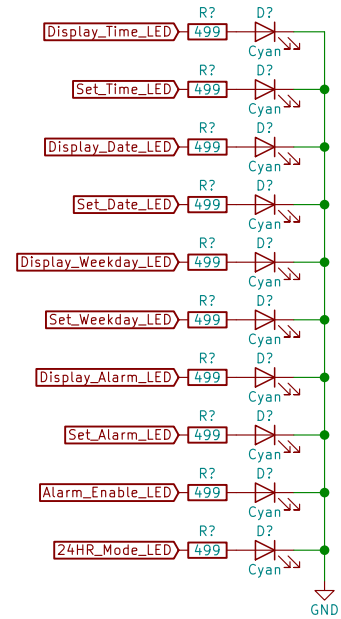 R? D?
Display_Time_LED 499
Cyan
R? D?
Set_Time_LED 499
Cyan
R? D?
Display_Date_LED 499
Cyan
R? D?
Set_Date_LED 499
Cyan
R? D?
Display_Weekday_LED 499
Cyan
R? D?
Set_Weekday_LED 499
Cyan
R? D?
Display_Alarm_LED 499
Cyan
R? D?
Set_Alarm_LED 499
Cyan
R? D?
Alarm_Enable_LED 499
Cyan
R? D?
24HR_Mode_LED 499
Cyan
GND